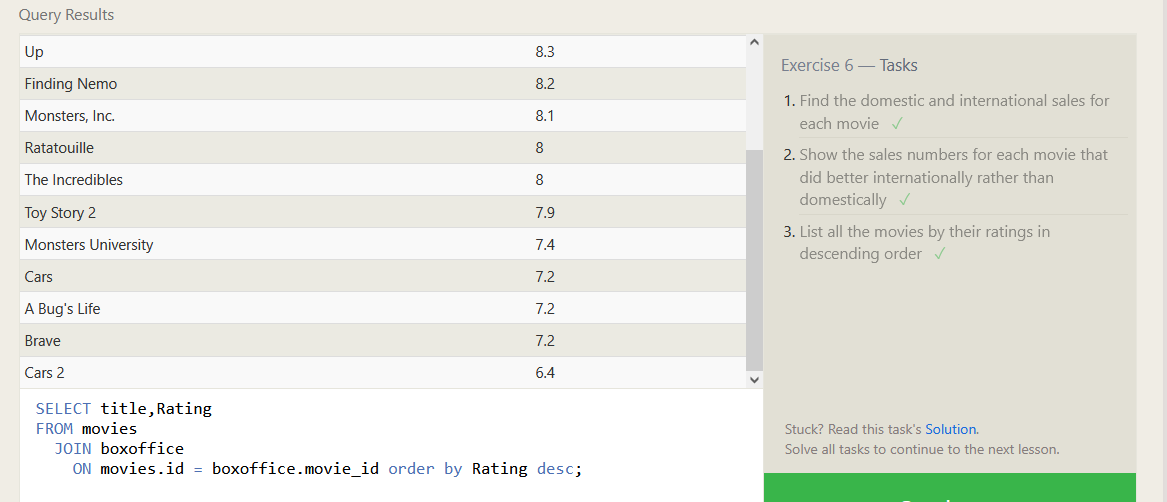 Query Results
Up 8.3
Finding Nemo 8.2
Monsters, Inc. 8.1
Ratatouille 8
The Incredibles 8
Toy Story 2 7.9
Monsters University 7.4
Cars 7.2
A Bug's Life 7.2
Brave 7.2
Cars 2 6.4
SELECT title,Rating
FROM movies
JOIN boxoffice
ON movies.id = boxoffice.movie_id order by Rating desc;
Exercise 6 — Tasks
1. Find the domestic and international sales for
each movie ✓
2. Show the sales numbers for each movie that
did better internationally rather than
domestically ✓
3. List all the movies by their ratings in
descending order ✓
Stuck? Read this task's Solution.
Solve all tasks to continue to the next lesson.